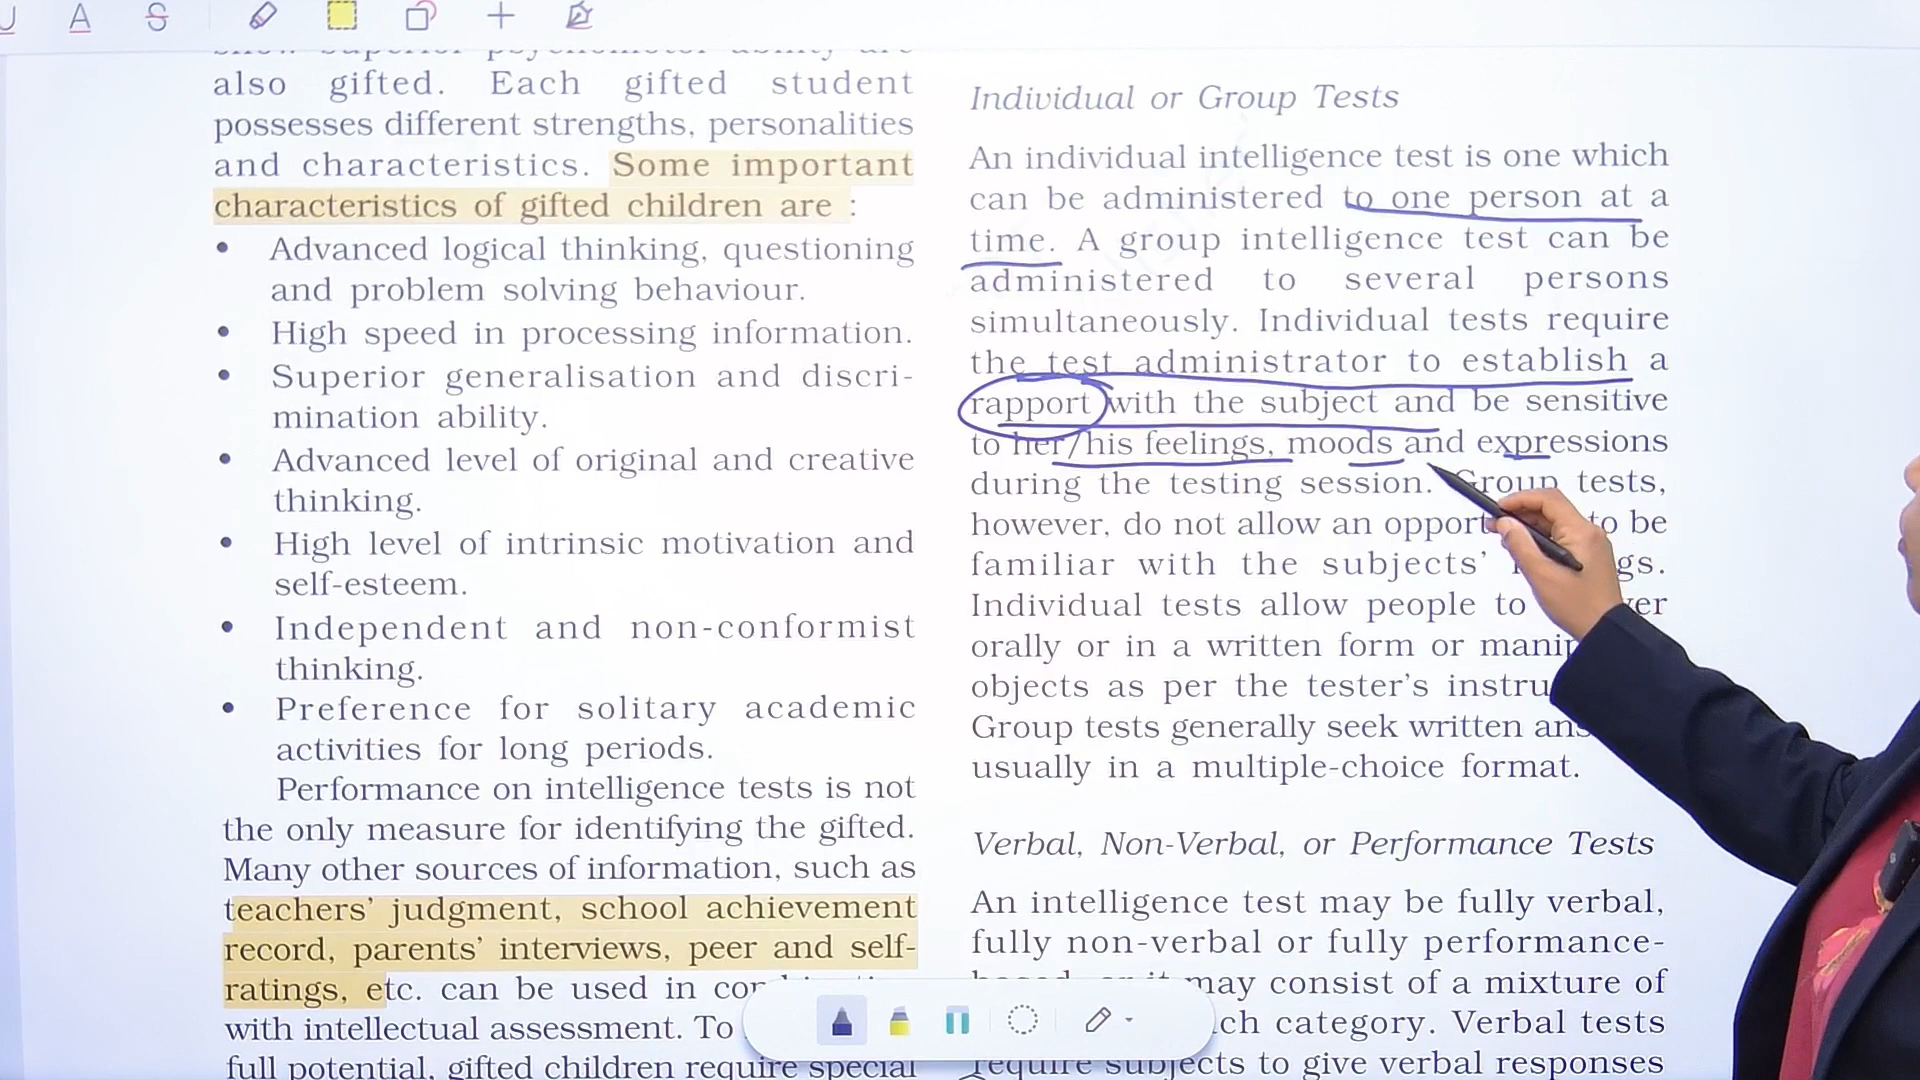 show superior psychomotor ability are
also gifted. Each gifted student
possesses different strengths, personalities
and characteristics. Some important
characteristics of gifted children are :
• Advanced logical thinking, questioning
and problem solving behaviour.
• High speed in processing information.
• Superior generalisation and discri-
mination ability.
• Advanced level of original and creative
thinking.
• High level of intrinsic motivation and
self-esteem.
• Independent and non-conformist
thinking.
• Preference for solitary academic
activities for long periods.
Performance on intelligence tests is not
the only measure for identifying the gifted.
Many other sources of information, such as
teachers’ judgment, school achievement
record, parents’ interviews, peer and self-
ratings, etc. can be used in
with intellectual assessment. To
full potential, gifted children require special
Individual or Group Tests
An individual intelligence test is one which
can be administered to one person at a
time. A group intelligence test can be
administered to several persons
simultaneously. Individual tests require
the test administrator to establish a
rapport with the subject and be sensitive
to her/his feelings, moods and expressions
during the testing session. Group tests,
however, do not allow an to be
familiar with the subjects’
Individual tests allow people to
orally or in a written form or
objects as per the tester’s
Group tests generally seek written
usually in a multiple-choice format.
Verbal, Non-Verbal, or Performance Tests
An intelligence test may be fully verbal,
fully non-verbal or fully performance-
may consist of a mixture of
category. Verbal tests
require subjects to give verbal responses